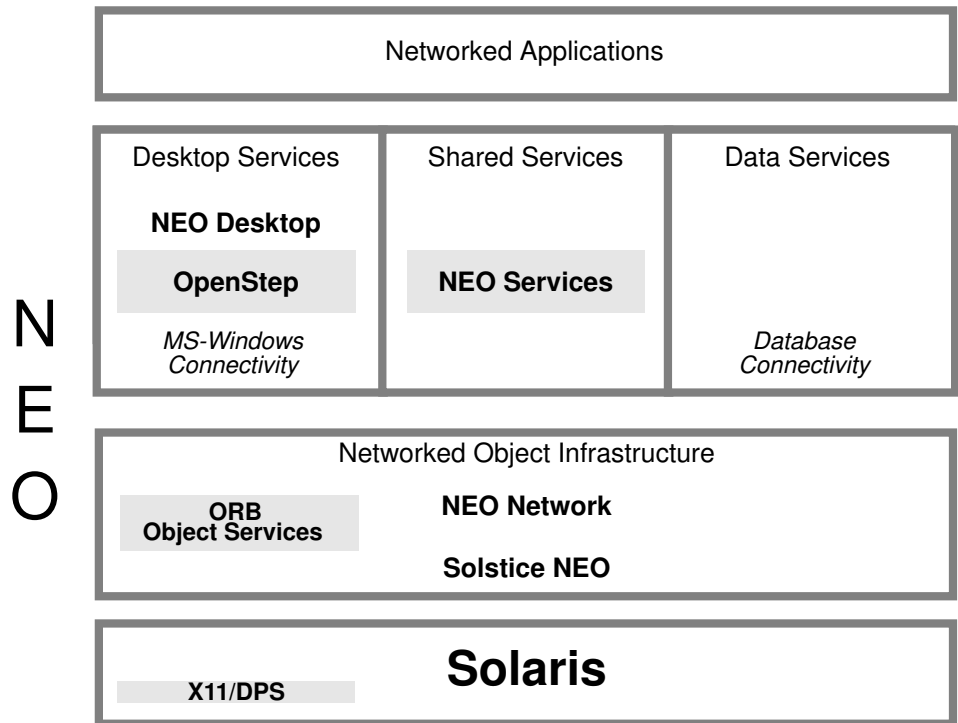 Networked Applications
Desktop Services
NEO Desktop
OpenStep
MS-Windows
Connectivity
Shared Services
NEO Services
Data Services
Database
Connectivity
N
E
O
Networked Object Infrastructure
ORB
Object Services
NEO Network
Solstice NEO
Solaris
X11/DPS